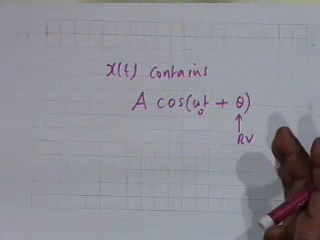 x(t) contains
A cos(ω₀t + θ)
↑
RV